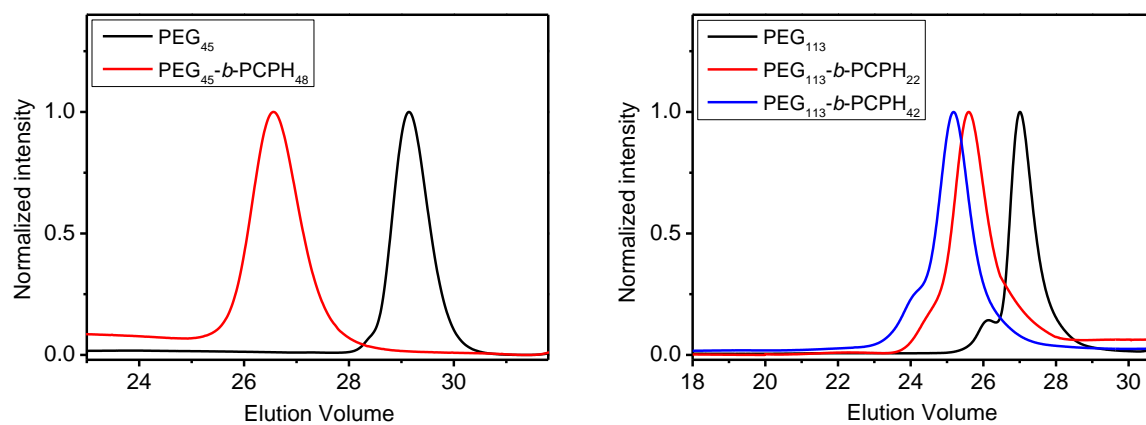 PEG₄₅
PEG₄₅-b-PCPH₄₈
1.0
0.5
0.0
Normalized intensity
24 26 28 30
Elution Volume
PEG₁₁₃
PEG₁₁₃-b-PCPH₂₂
PEG₁₁₃-b-PCPH₄₂
1.0
0.5
0.0
Normalized intensity
18 20 22 24 26 28 30
Elution Volume